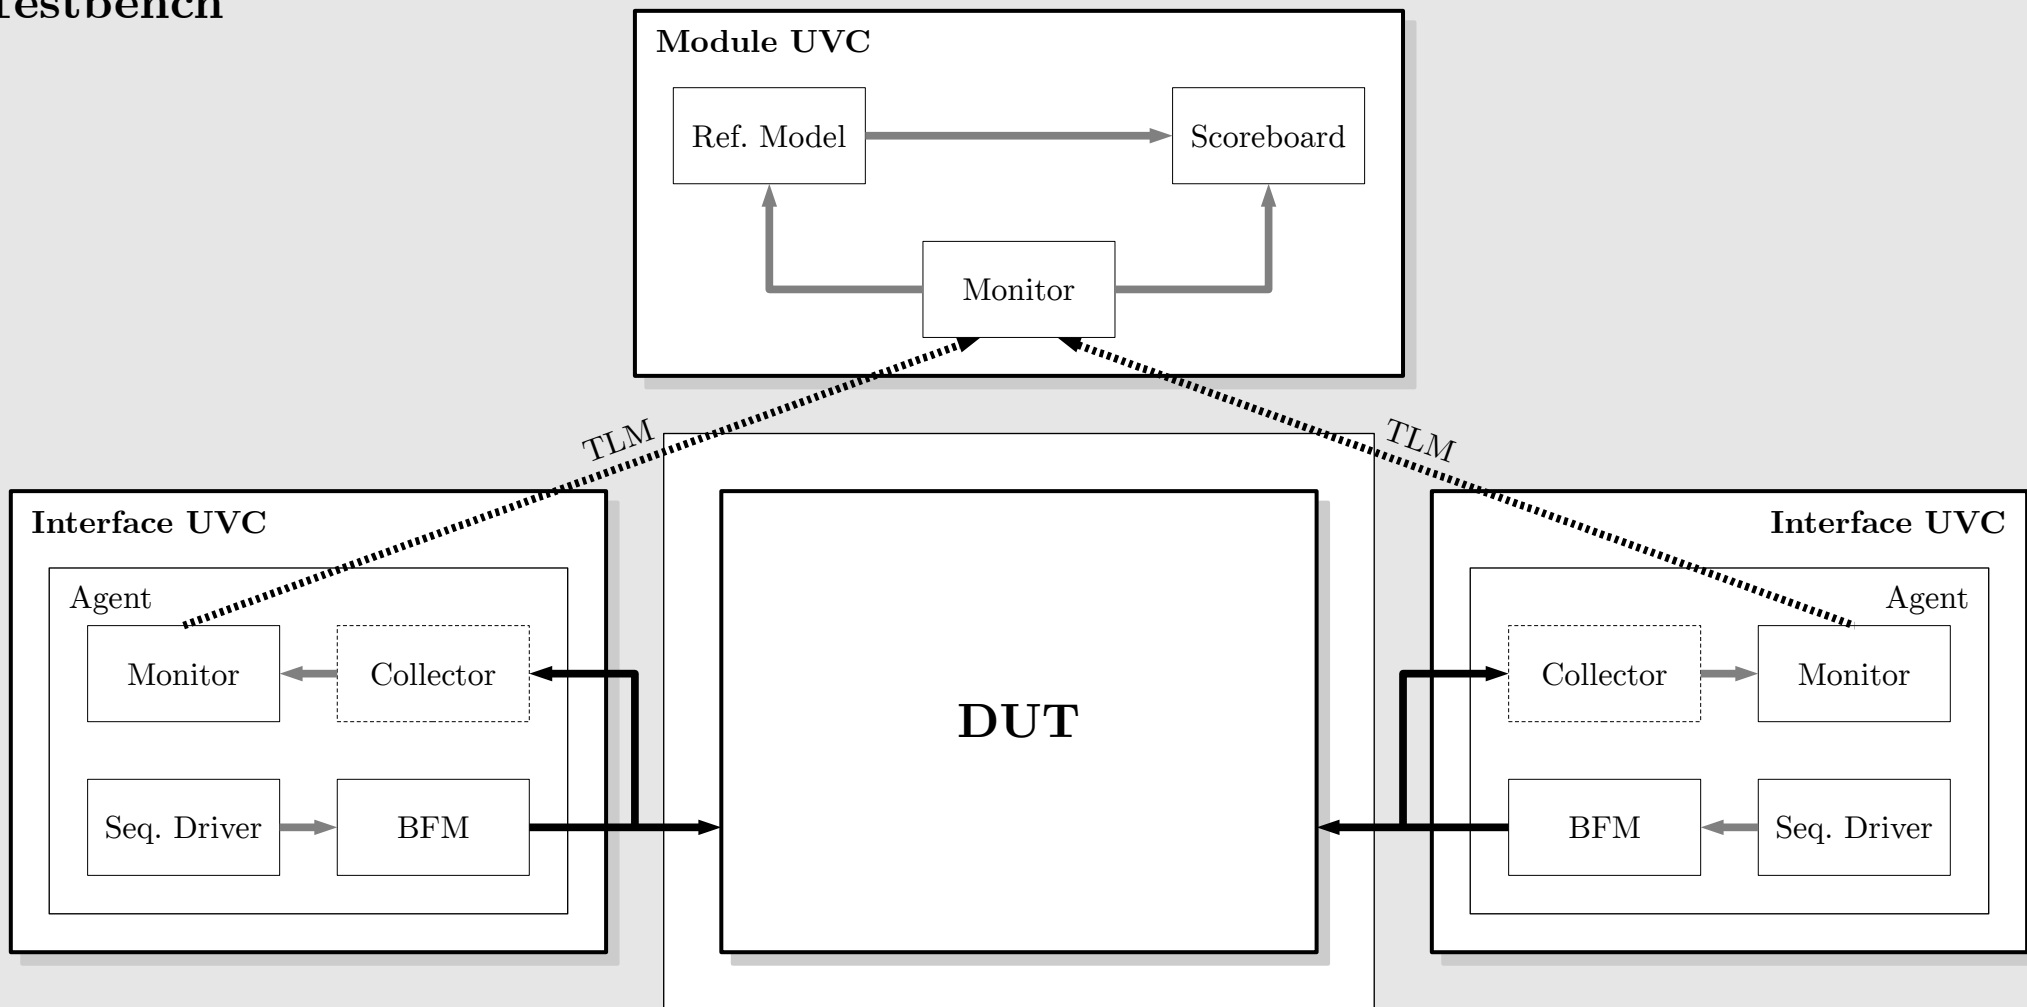 Testbench
Module UVC
Ref. Model
Scoreboard
Monitor
TLM
TLM
Interface UVC
Agent
Monitor
Collector
Seq. Driver
BFM
DUT
Interface UVC
Agent
Collector
Monitor
BFM
Seq. Driver